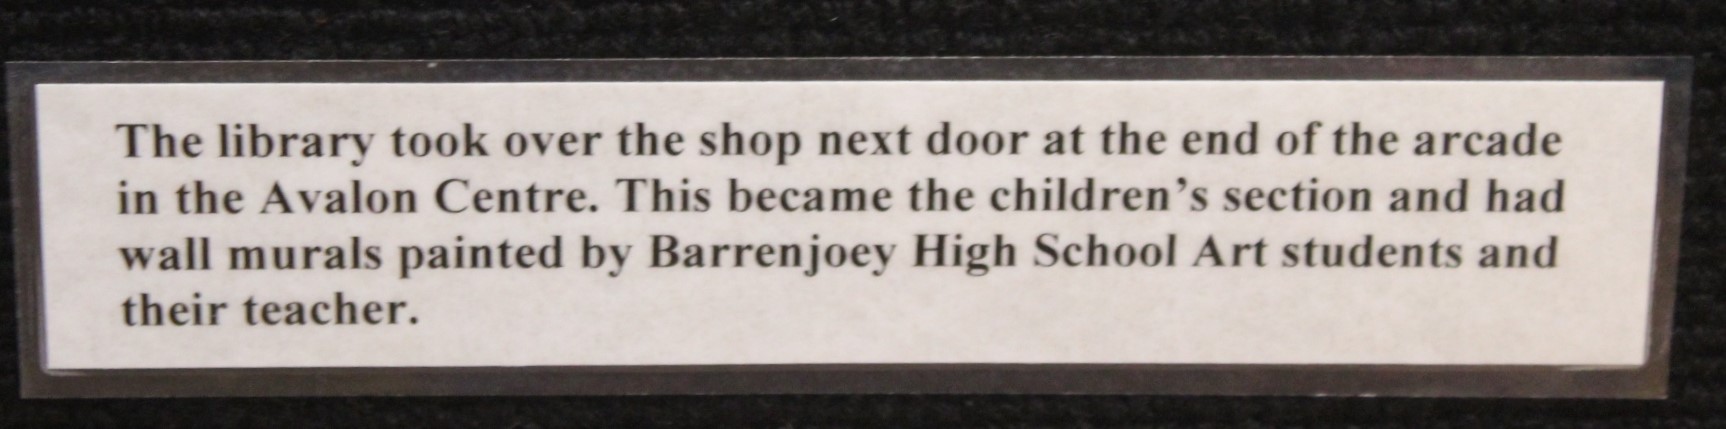 The library took over the shop next door at the end of the arcade
in the Avalon Centre. This became the children’s section and had
wall murals painted by Barrenjoey High School Art students and
their teacher.